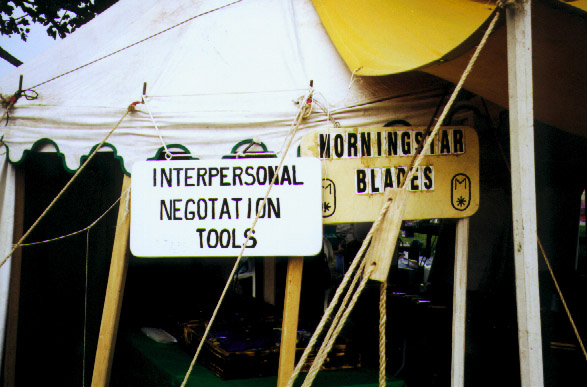 INTERPERSONAL
NEGOTATION
TOOLS
MORNINGSTAR
BLADES
M
M